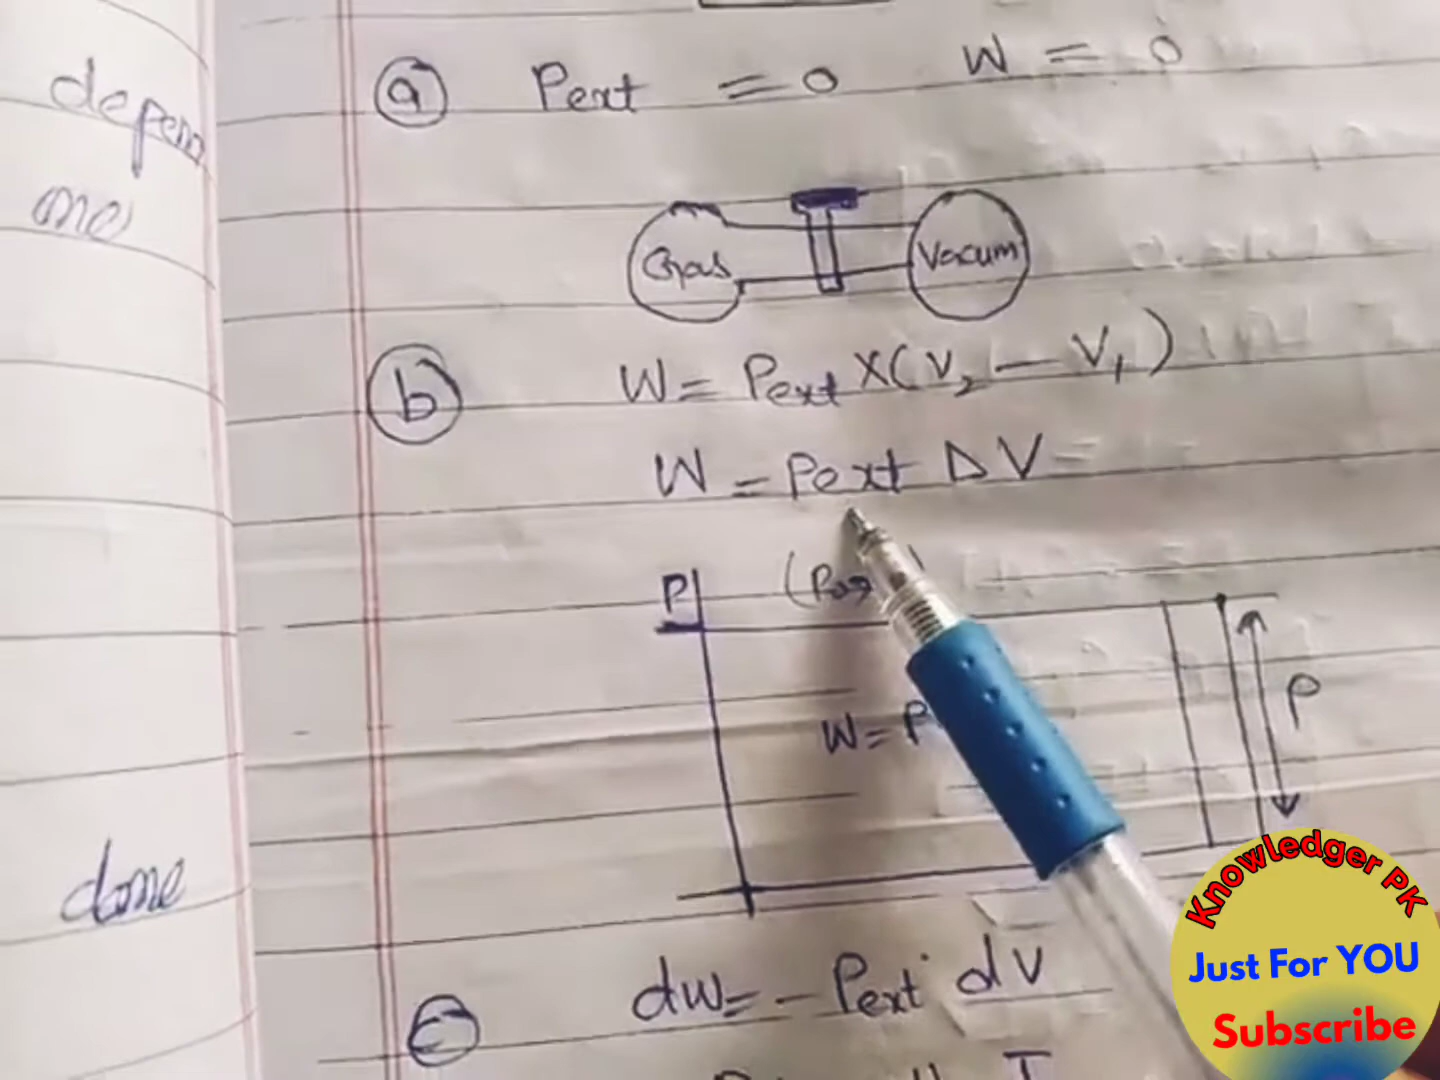 depen
me
done
a Pext = 0 W = 0
Gas Vacum
b W = Pext X (V₂ — V₁)
W = Pext Δ V
P
W = P
P
c dw = - Pext dV
Knowledger PK
Just For YOU
Subscribe